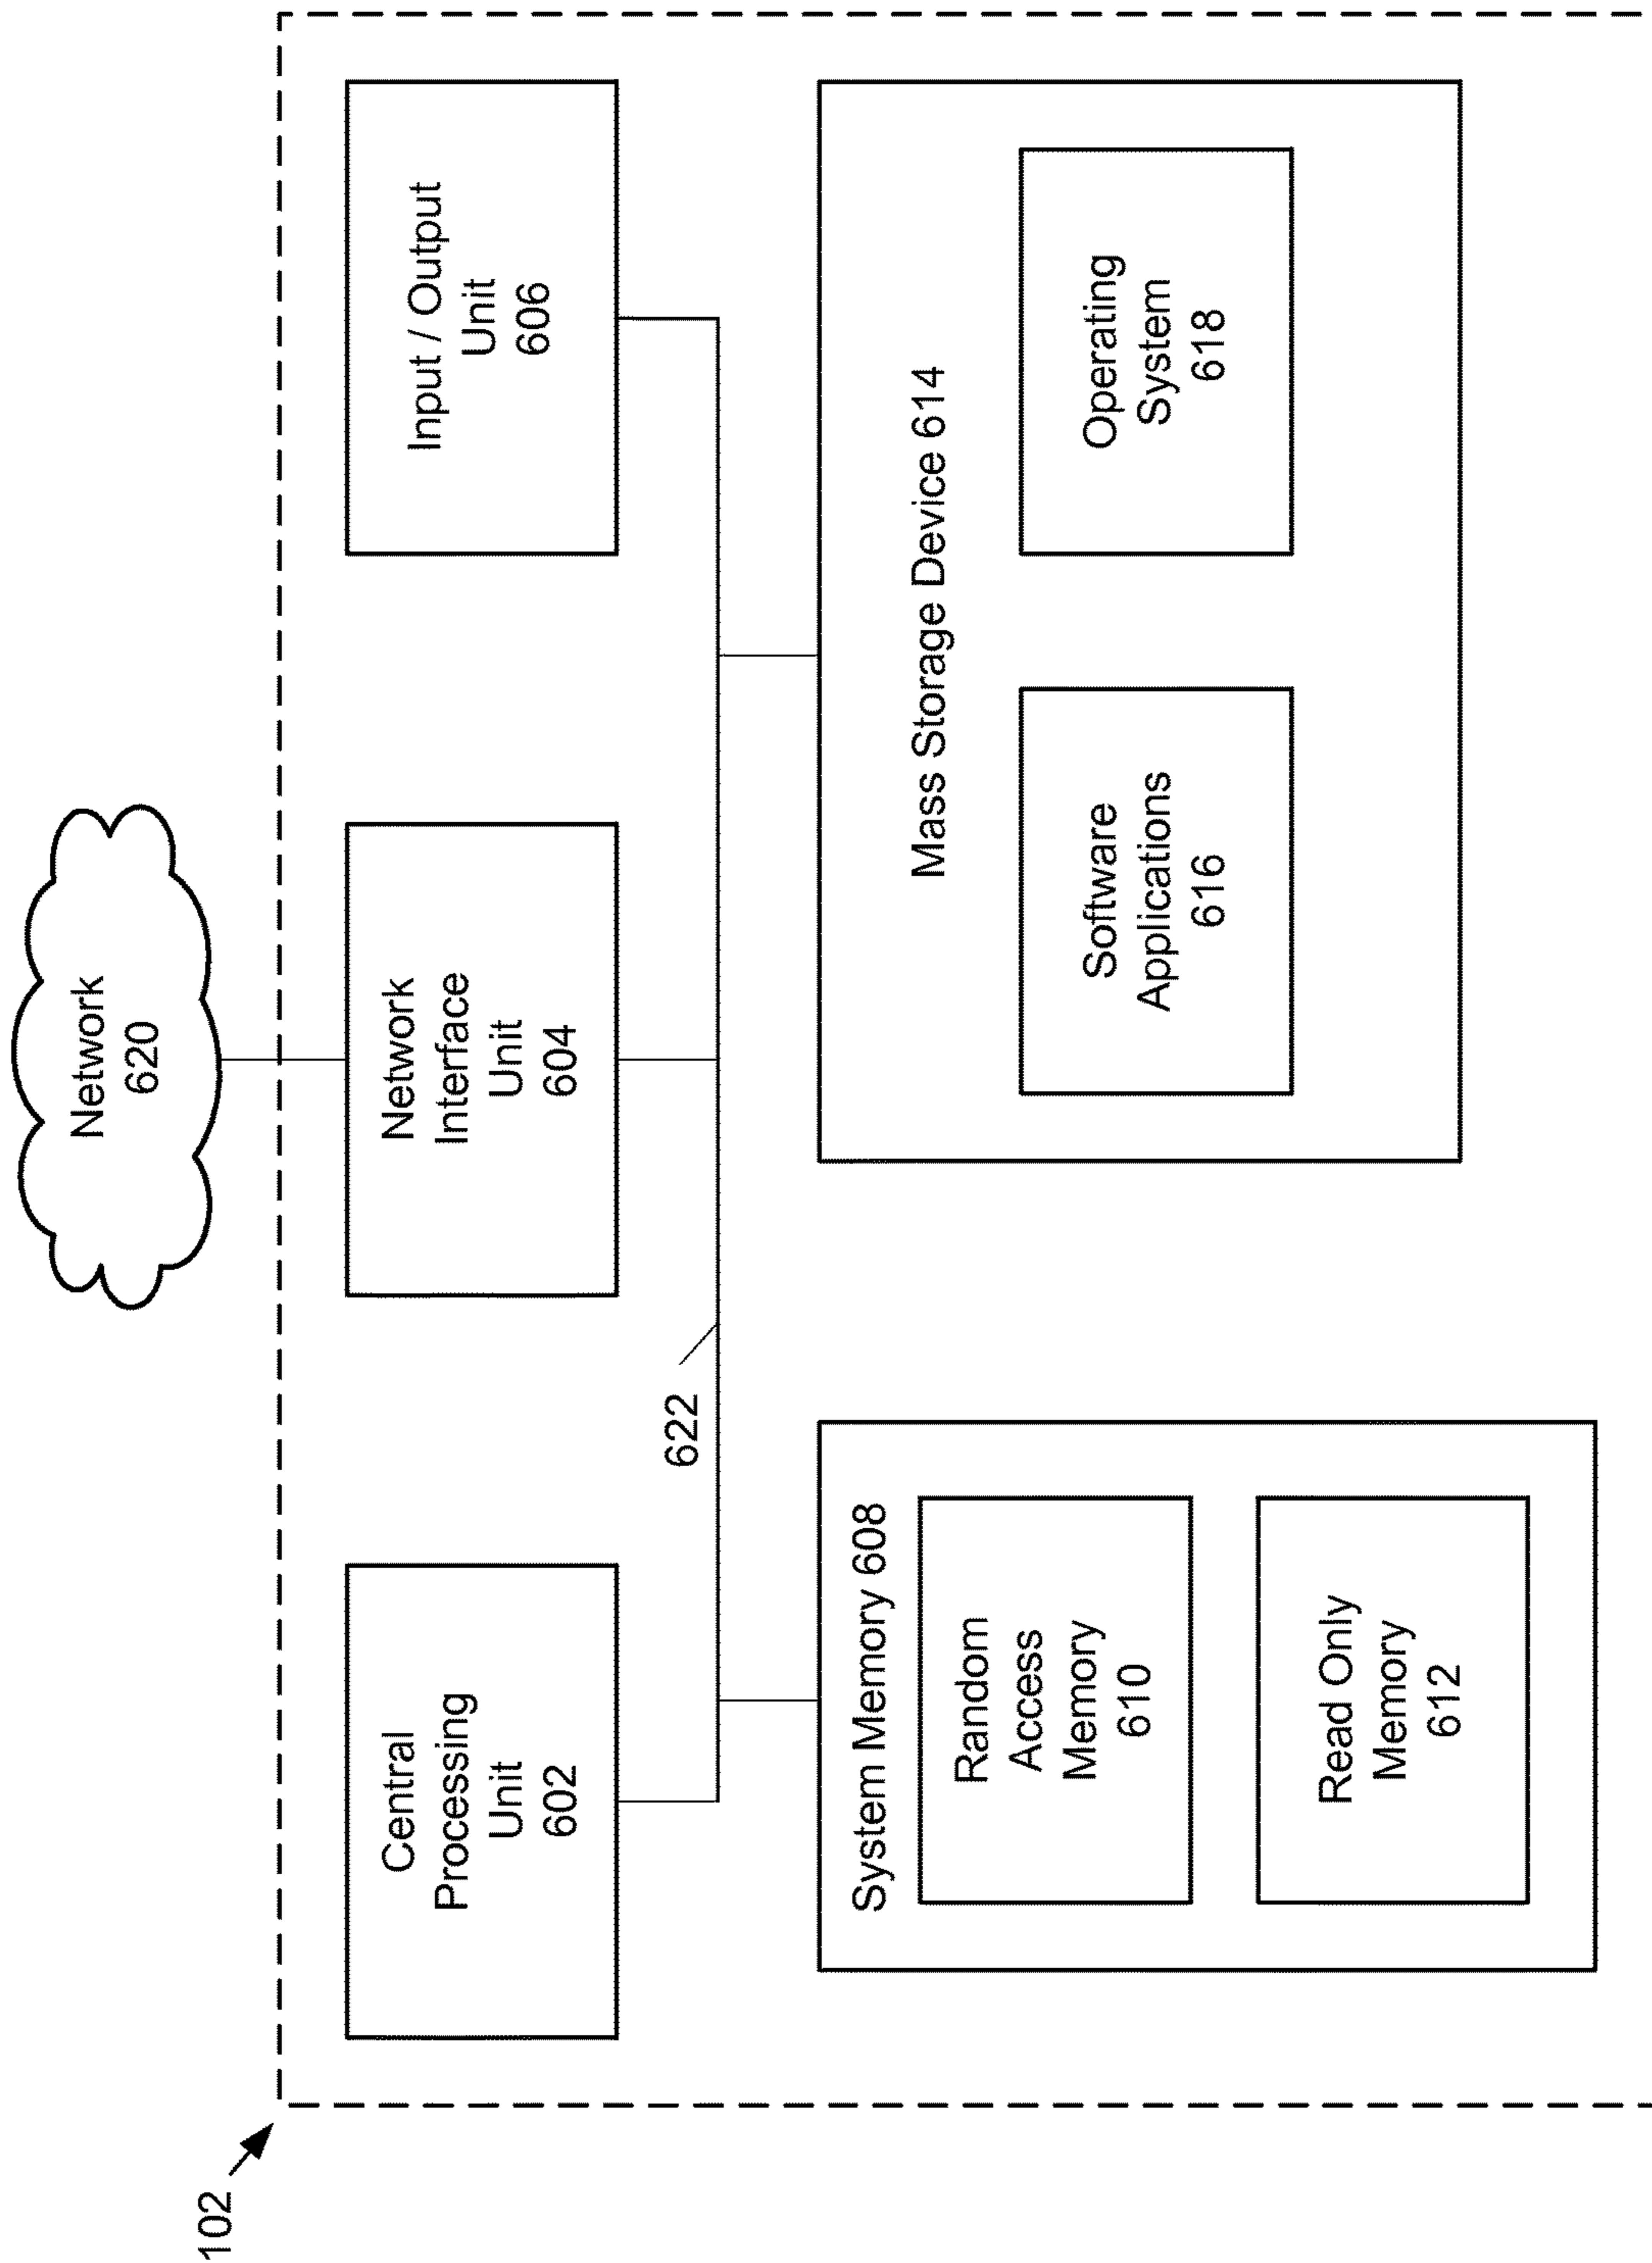 102
Network
620
Central
Processing
Unit
602
Network
Interface
Unit
604
Input / Output
Unit
606
622
System Memory 608
Random
Access
Memory
610
Read Only
Memory
612
Mass Storage Device 614
Software
Applications
616
Operating
System
618